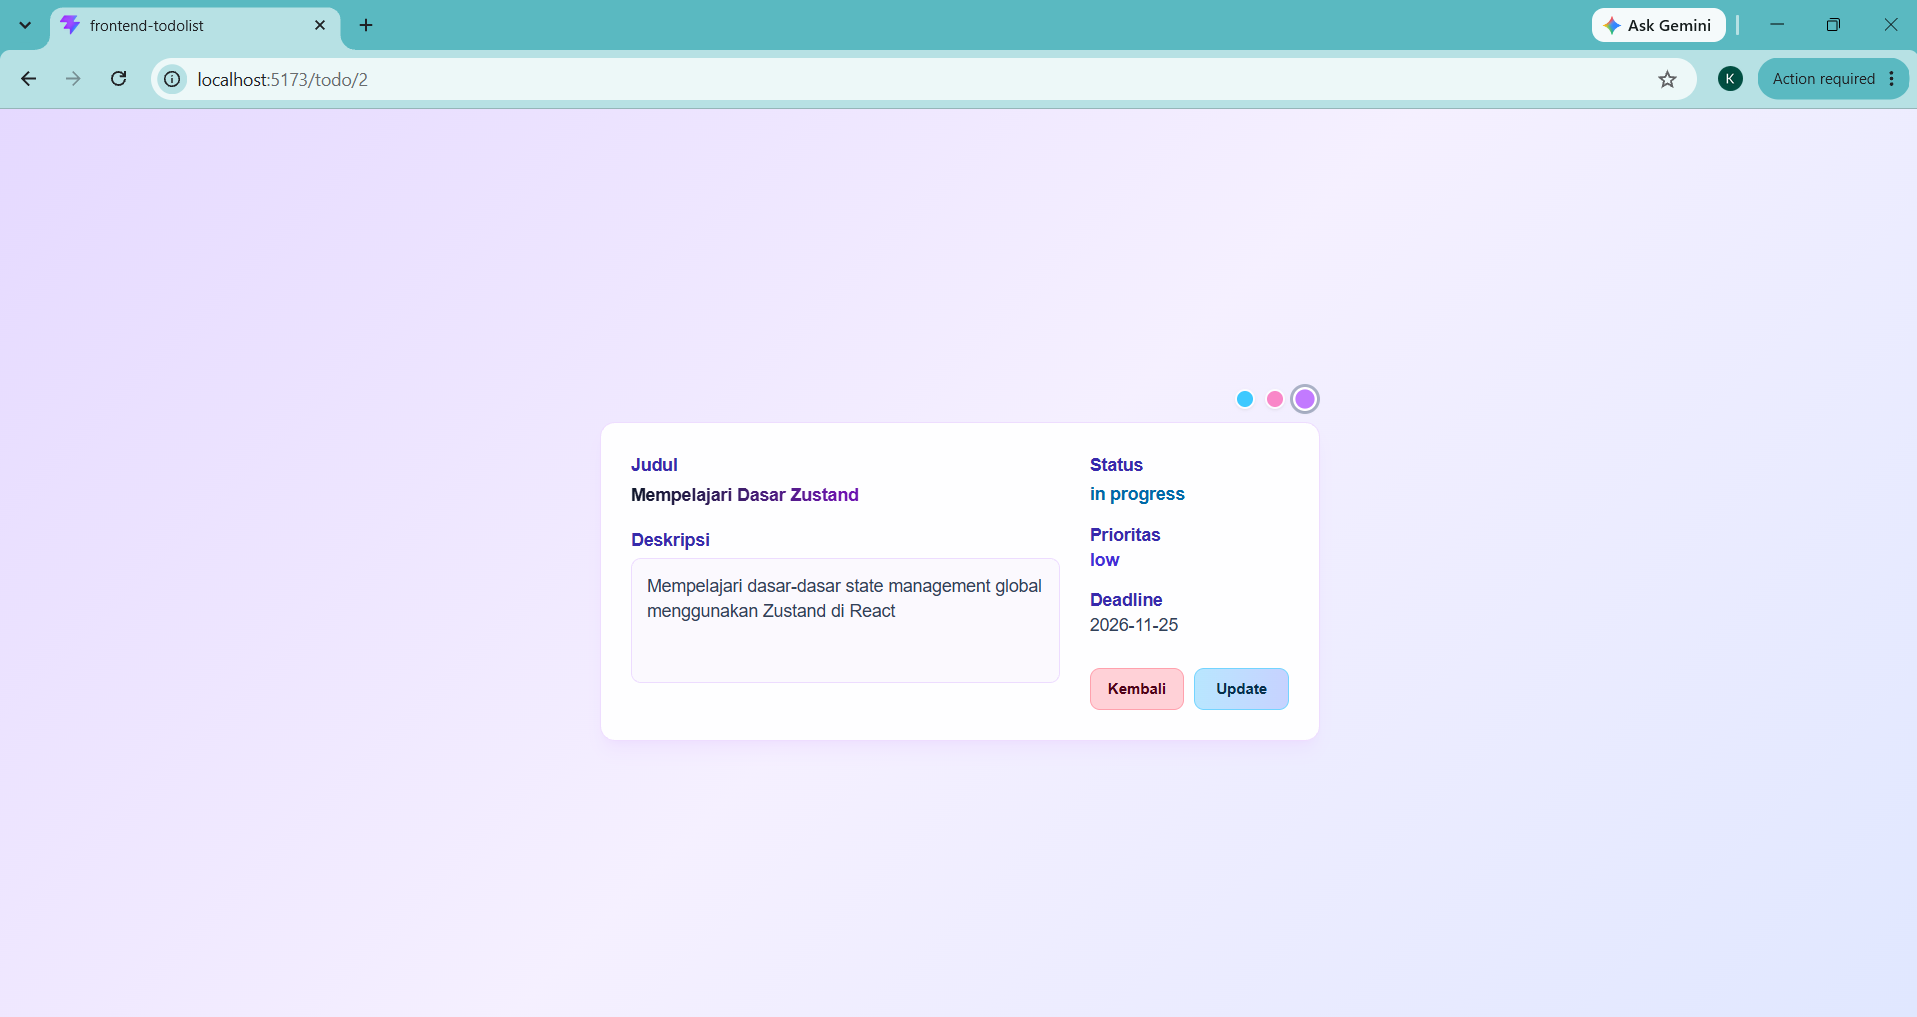 frontend-todolist
Ask Gemini
localhost:5173/todo/2
K
Action required
Judul
Mempelajari Dasar Zustand
Deskripsi
Mempelajari dasar-dasar state management global
menggunakan Zustand di React
Status
in progress
Prioritas
low
Deadline
2026-11-25
Kembali
Update